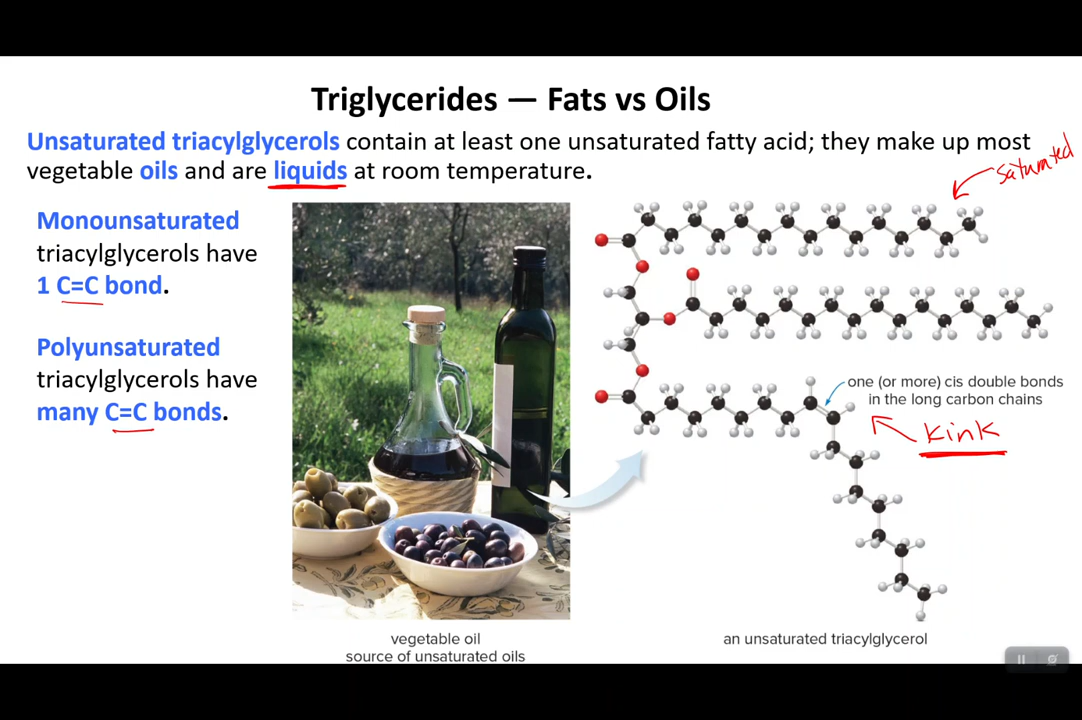 Triglycerides — Fats vs Oils
Unsaturated triacylglycerols contain at least one unsaturated fatty acid; they make up most
vegetable oils and are liquids at room temperature.
saturated
Monounsaturated
triacylglycerols have
1 C=C bond.
Polyunsaturated
triacylglycerols have
many C=C bonds.
one (or more) cis double bonds
in the long carbon chains
kink
vegetable oil
source of unsaturated oils
an unsaturated triacylglycerol